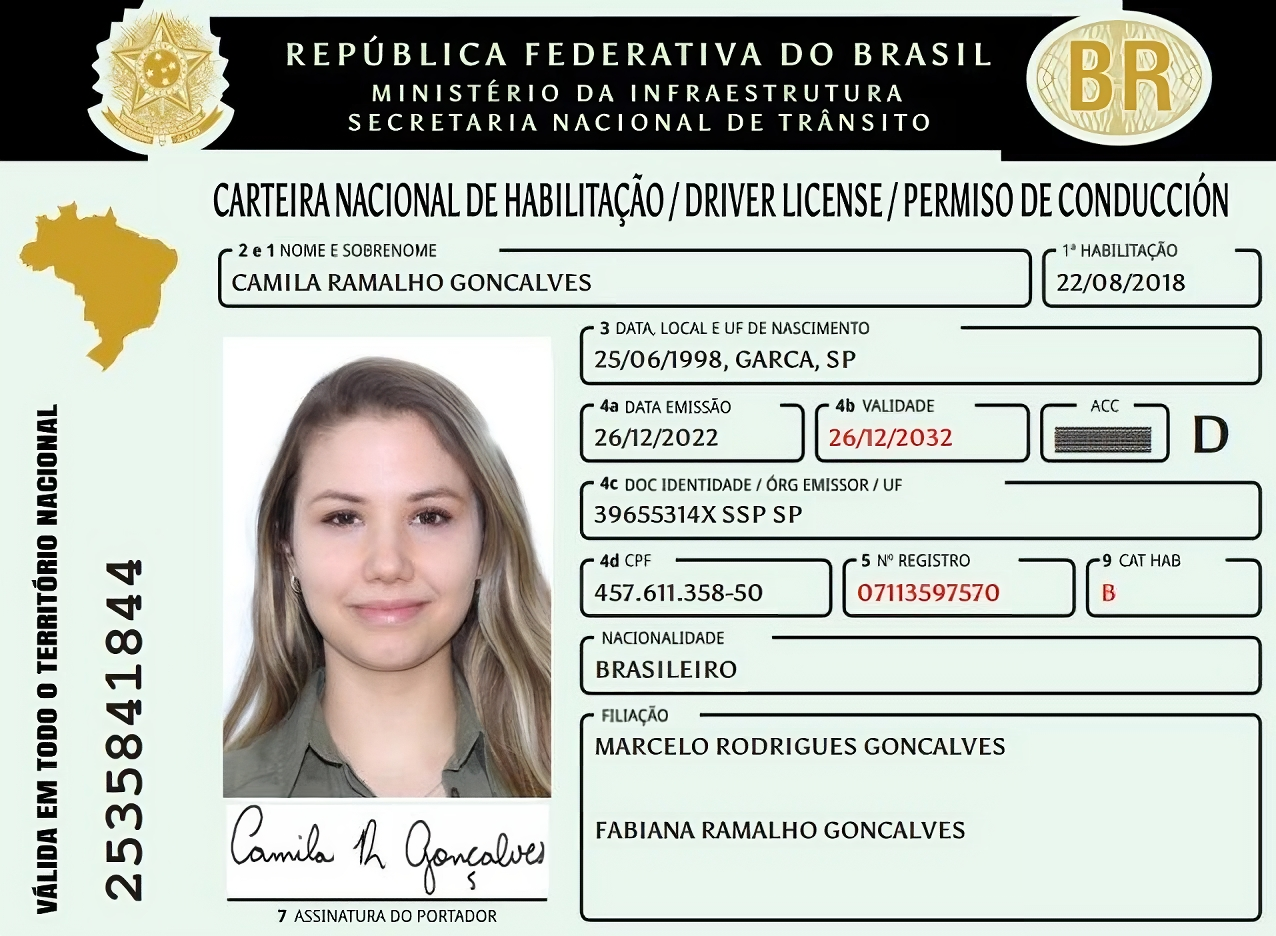 REPÚBLICA FEDERATIVA DO BRASIL
MINISTÉRIO DA INFRAESTRUTURA
SECRETARIA NACIONAL DE TRÂNSITO
BR
CARTEIRA NACIONAL DE HABILITAÇÃO / DRIVER LICENSE / PERMISO DE CONDUCCIÓN
2 e 1 NOME E SOBRENOME
CAMILA RAMALHO GONCALVES
1ª HABILITAÇÃO
22/08/2018
3 DATA, LOCAL E UF DE NASCIMENTO
25/06/1998, GARCA, SP
4a DATA EMISSÃO
26/12/2022
4b VALIDADE
26/12/2032
ACC
D
4c DOC IDENTIDADE / ÓRG EMISSOR / UF
39655314X SSP SP
4d CPF
457.611.358-50
5 Nº REGISTRO
07113597570
9 CAT HAB
B
NACIONALIDADE
BRASILEIRO
FILIAÇÃO
MARCELO RODRIGUES GONCALVES
FABIANA RAMALHO GONCALVES
Camila R Gonçalves
7 ASSINATURA DO PORTADOR
VÁLIDA EM TODO O TERRITÓRIO NACIONAL
2535841844